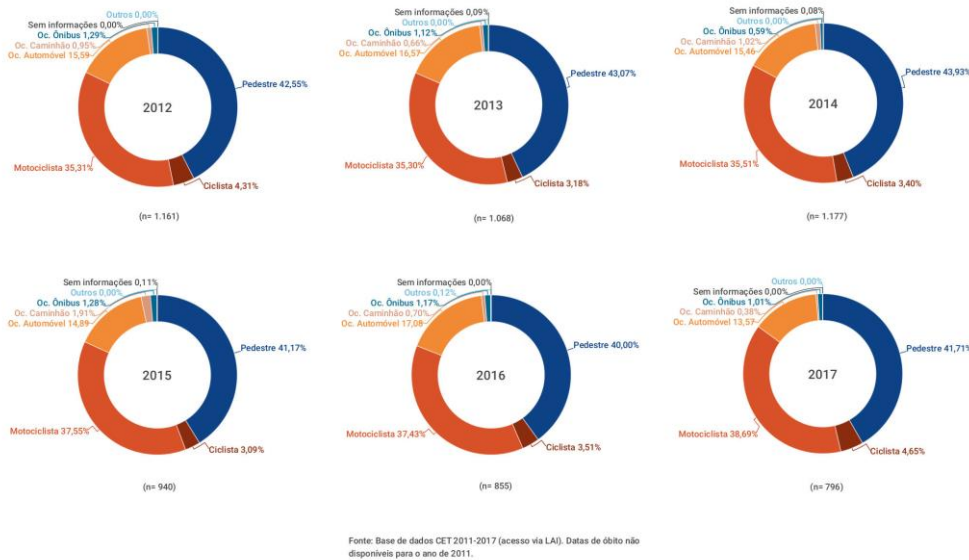 Outros 0,00%
Sem informações 0,00%
Oc. Ônibus 1,29%
Oc. Caminhão 0,95%
Oc. Automóvel 15,59
Pedestre 42,55%
2012
Motociclista 35,31%
Ciclista 4,31%
(n= 1.161)
Sem informações 0,09%
Outros 0,00%
Oc. Ônibus 1,12%
Oc. Caminhão 0,66%
Oc. Automóvel 16,57
Pedestre 43,07%
2013
Motociclista 35,30%
Ciclista 3,18%
(n= 1.068)
Sem informações 0,08%
Outros 0,00%
Oc. Ônibus 0,59%
Oc. Caminhão 1,02%
Oc. Automóvel 15,46
Pedestre 43,93%
2014
Motociclista 35,51%
Ciclista 3,40%
(n= 1.177)
Sem informações 0,11%
Outros 0,00%
Oc. Ônibus 1,28%
Oc. Caminhão 1,91%
Oc. Automóvel 14,89
Pedestre 41,17%
2015
Motociclista 37,55%
Ciclista 3,09%
(n= 940)
Sem informações 0,00%
Outros 0,12%
Oc. Ônibus 1,17%
Oc. Caminhão 0,70%
Oc. Automóvel 17,08
Pedestre 40,00%
2016
Motociclista 37,43%
Ciclista 3,51%
(n= 855)
Outros 0,00%
Sem informações 0,00%
Oc. Ônibus 1,01%
Oc. Caminhão 0,38%
Oc. Automóvel 13,57
Pedestre 41,71%
2017
Motociclista 38,69%
Ciclista 4,65%
(n= 796)
Fonte: Base de dados CET 2011-2017 (acesso via LAI). Datas de óbito não
disponíveis para o ano de 2011.